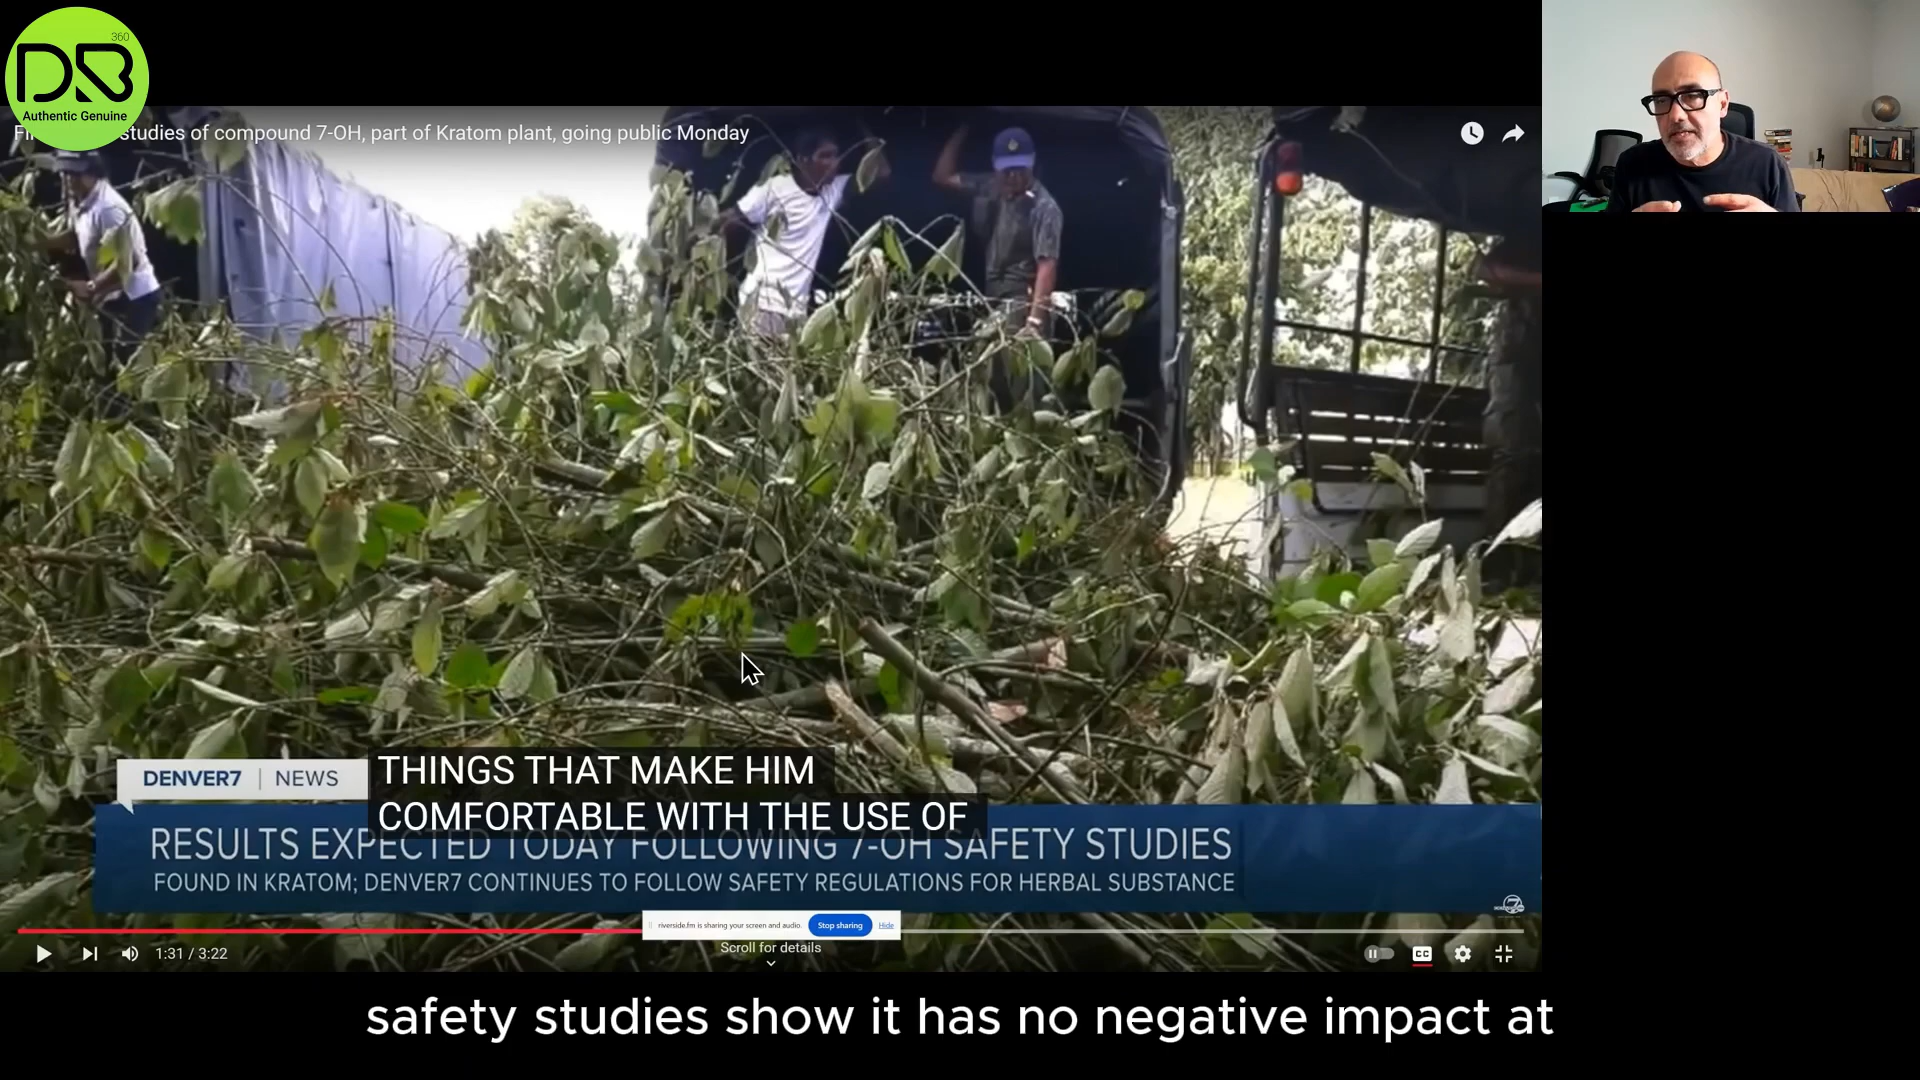 360
DB
Authentic Genuine
studies of compound 7-OH, part of Kratom plant, going public Monday
DENVER7 | NEWS
THINGS THAT MAKE HIM
COMFORTABLE WITH THE USE OF
RESULTS EXPECTED TODAY FOLLOWING 7-OH SAFETY STUDIES
FOUND IN KRATOM; DENVER7 CONTINUES TO FOLLOW SAFETY REGULATIONS FOR HERBAL SUBSTANCE
7
riverside.fm is sharing your screen and audio. Stop sharing Hide
Scroll for details
1:31 / 3:22
CC
safety studies show it has no negative impact at